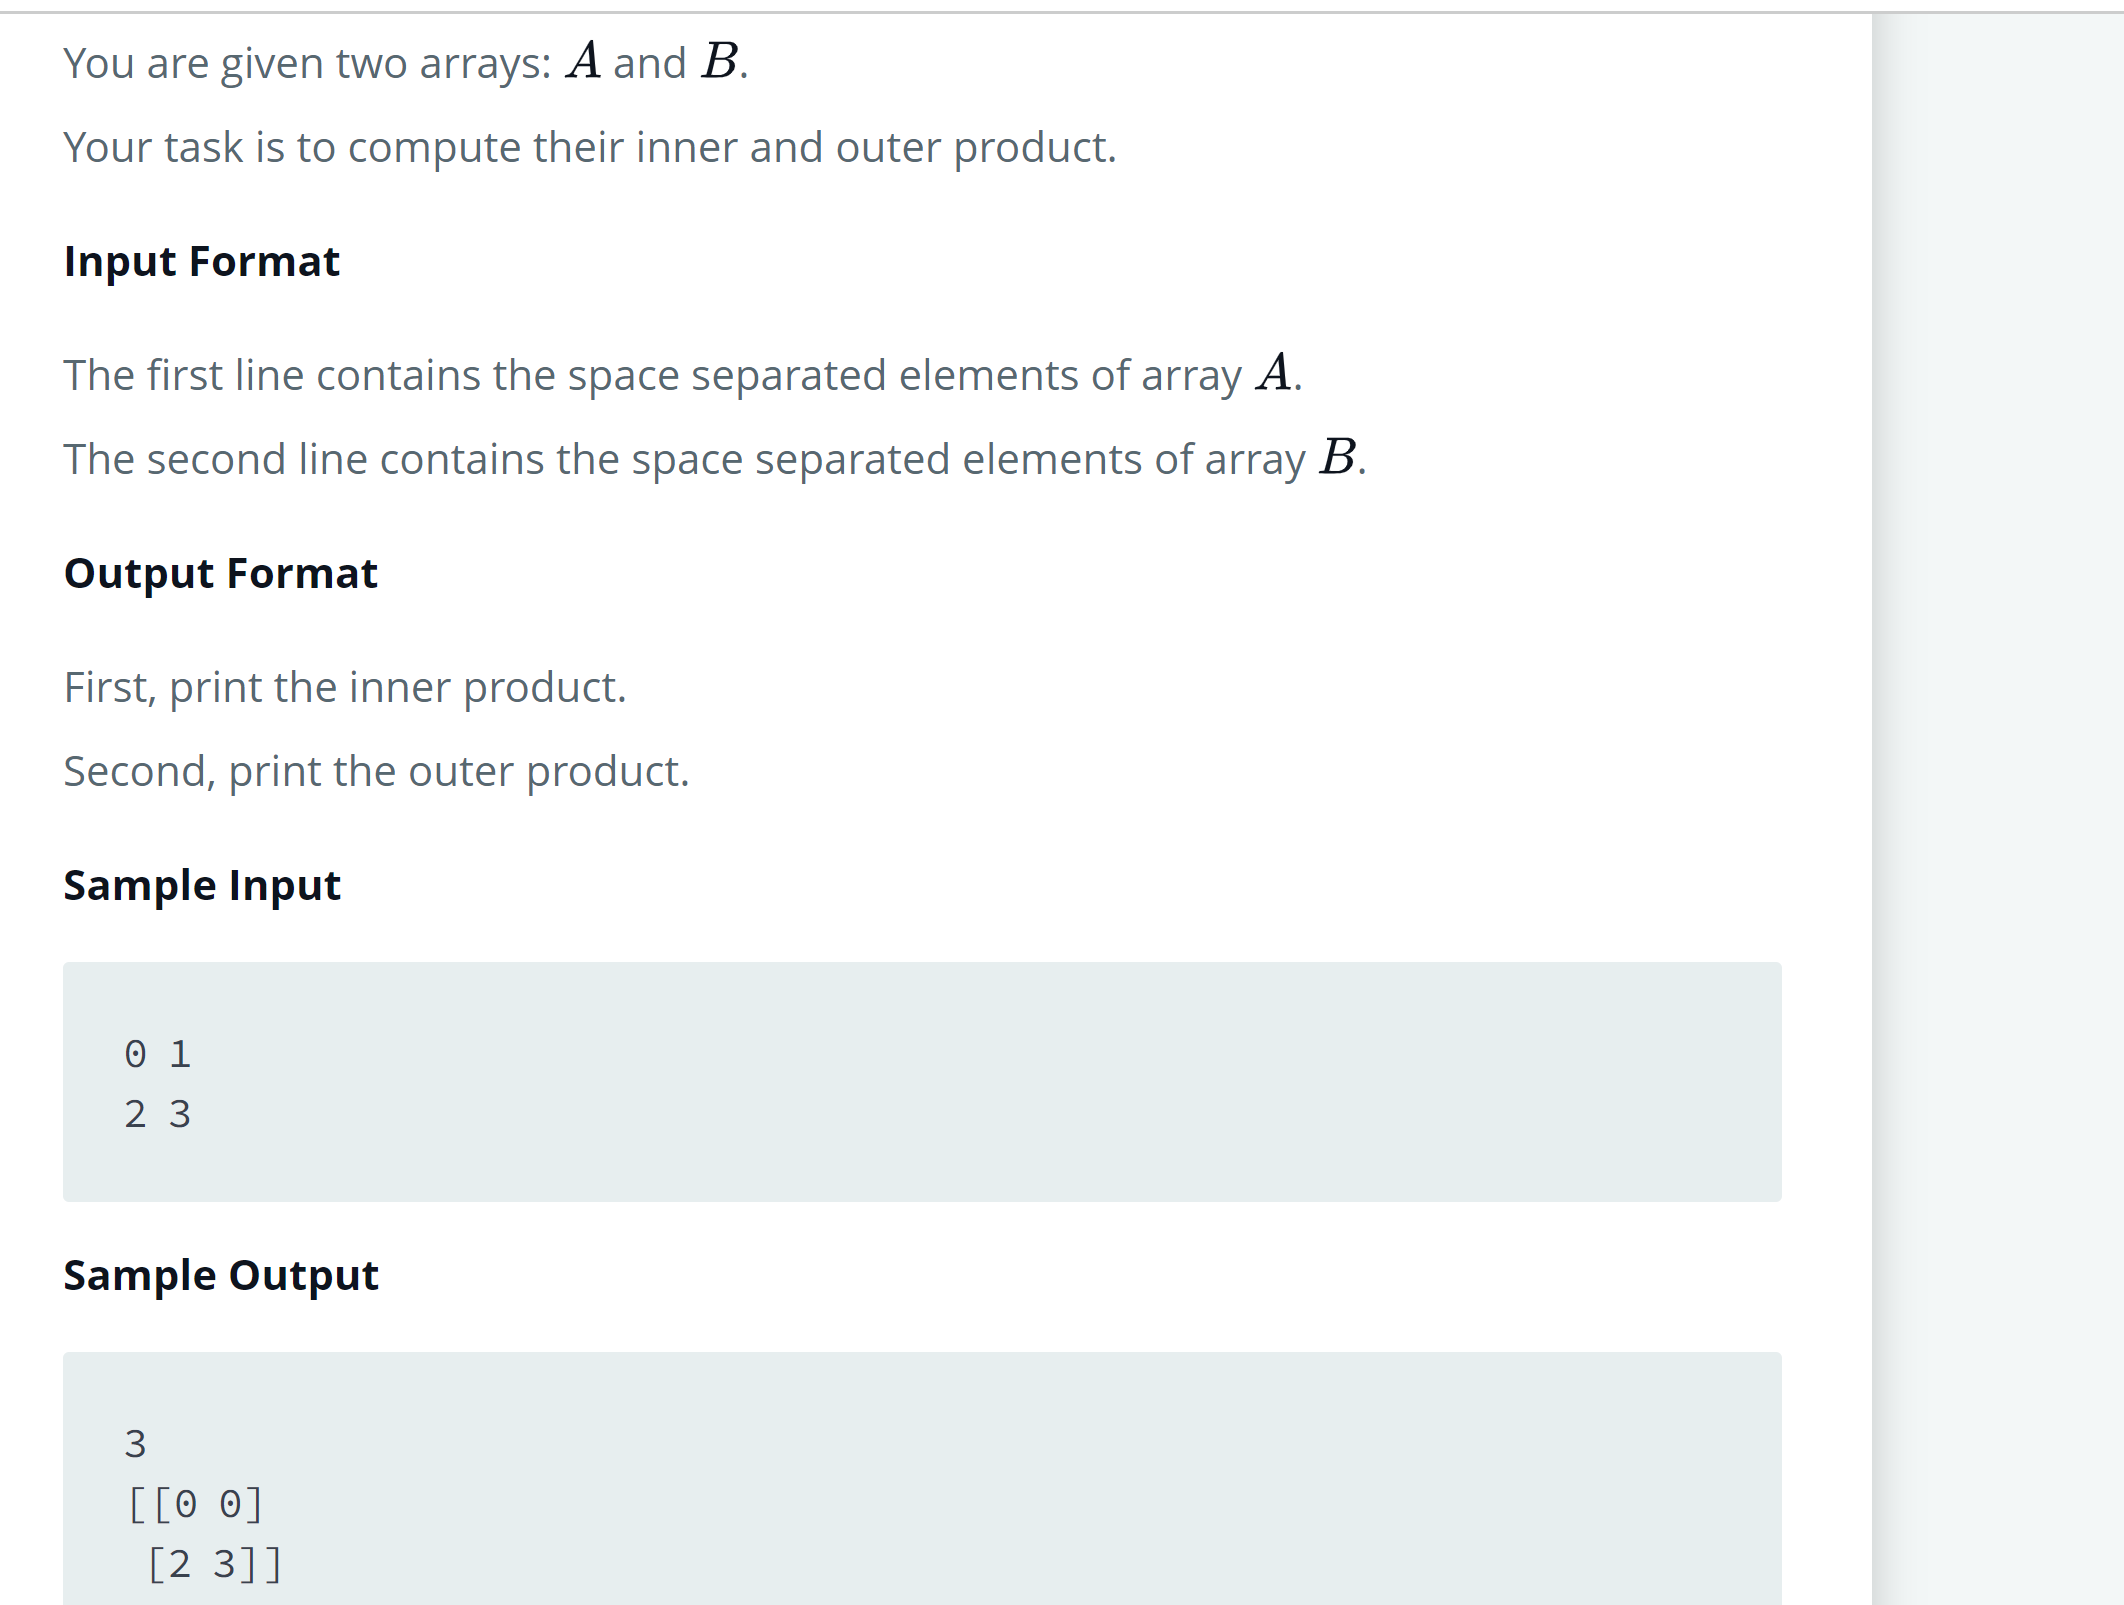 You are given two arrays: A and B.
Your task is to compute their inner and outer product.
Input Format
The first line contains the space separated elements of array A.
The second line contains the space separated elements of array B.
Output Format
First, print the inner product.
Second, print the outer product.
Sample Input
0 1
2 3
Sample Output
3
[[0 0]
 [2 3]]